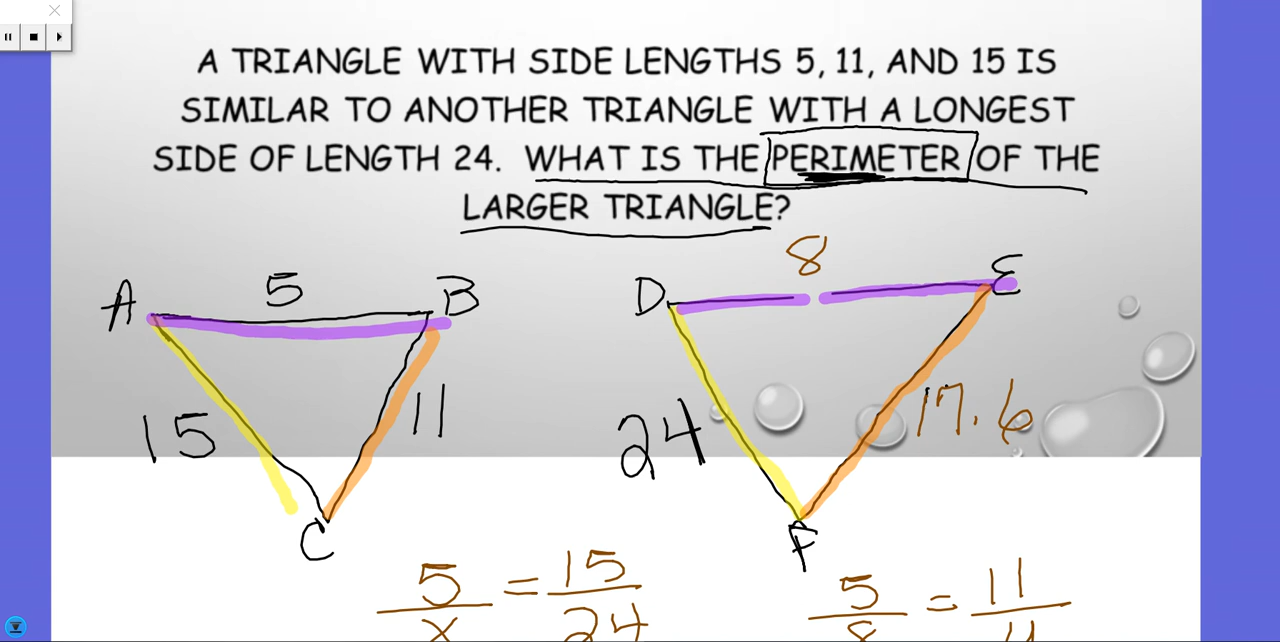 A TRIANGLE WITH SIDE LENGTHS 5, 11, AND 15 IS
SIMILAR TO ANOTHER TRIANGLE WITH A LONGEST
SIDE OF LENGTH 24. WHAT IS THE PERIMETER OF THE
LARGER TRIANGLE?
8
A 5 B D E
15 11 24 17.6
C F
5/x = 15/24 5/8 = 11/y